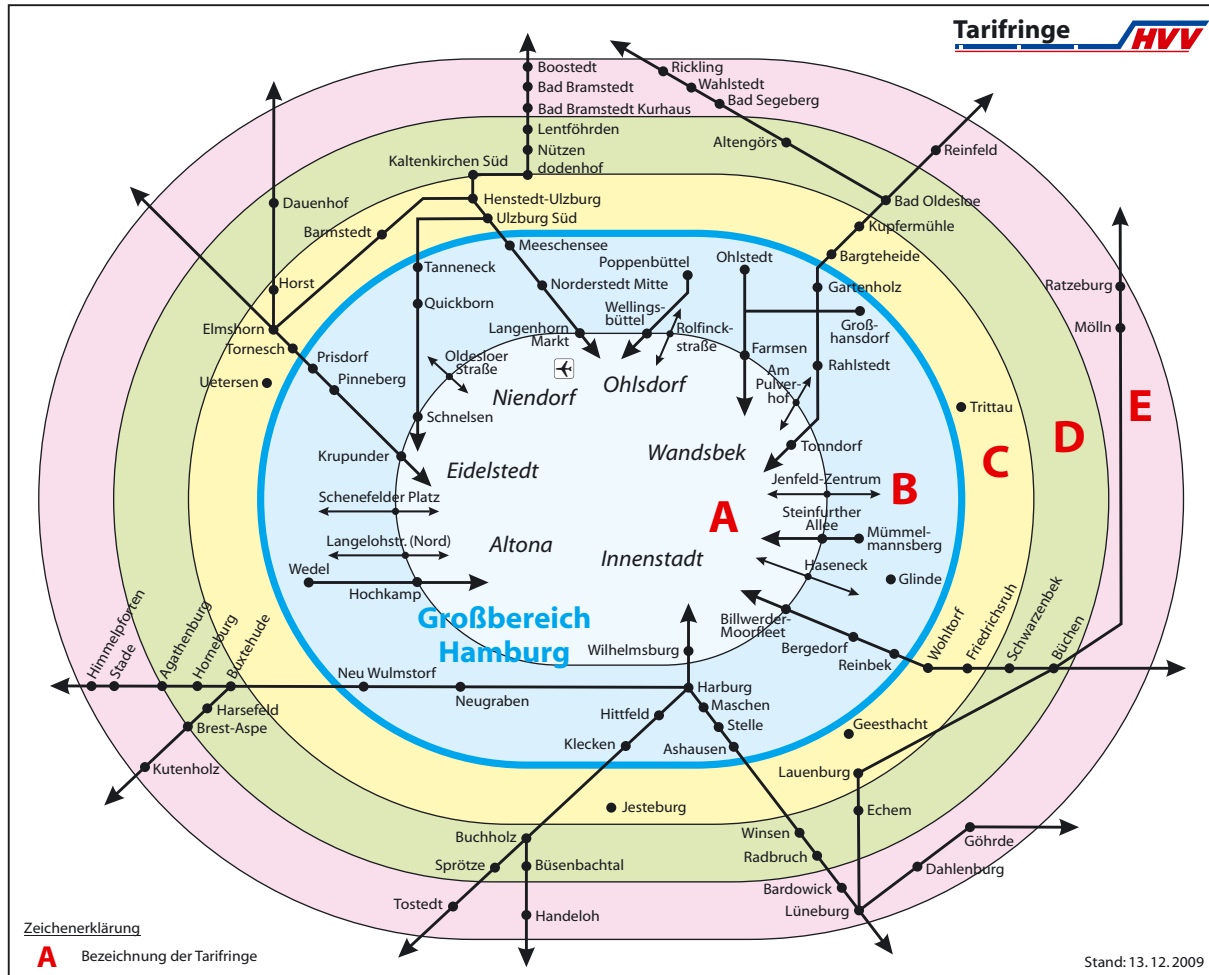 Tarifringe
HVV
Boostedt
Bad Bramstedt
Bad Bramstedt Kurhaus
Lentföhrden
Nützen
dodenhof
Kaltenkirchen Süd
Rickling
Wahlstedt
Bad Segeberg
Altengörs
Reinfeld
Bad Oldesloe
Kupfermühle
Bargteheide
Dauenhof
Barmstedt
Henstedt-Ulzburg
Ulzburg Süd
Meeschensee
Tanneneck
Quickborn
Norderstedt Mitte
Poppenbüttel
Ohlstedt
Gartenholz
Ratzeburg
Mölln
Horst
Elmshorn
Tornesch
Prisdorf
Pinneberg
Uetersen
Langenhorn
Markt
Wellings-
büttel
Rolfinck-
straße
Farmsen
Groß-
hansdorf
Oldesloer
Straße
Am
Pulver-
hof
Rahlstedt
Niendorf
Ohlsdorf
Trittau
E
D
C
B
A
Schnelsen
Krupunder
Eidelstedt
Wandsbek
Tonndorf
Schenefelder Platz
Jenfeld-Zentrum
Steinfurther
Allee
Mümmel-
mannsberg
Langelohstr. (Nord)
Altona
Innenstadt
Haseneck
Glinde
Wedel
Hochkamp
Großbereich
Hamburg
Billwerder-
Moorfleet
Bergedorf
Reinbek
Wohltorf
Friedrichsruh
Schwarzenbek
Büchen
Wilhelmsburg
Himmelpforten
Stade
Agathenburg
Horneburg
Buxtehude
Neu Wulmstorf
Neugraben
Harburg
Maschen
Stelle
Ashausen
Hittfeld
Klecken
Harsefeld
Brest-Aspe
Kutenholz
Geesthacht
Lauenburg
Echem
Jesteburg
Buchholz
Sprötze
Büsenbachtal
Tostedt
Handeloh
Winsen
Radbruch
Bardowick
Lüneburg
Göhrde
Dahlenburg
Zeichenerklärung
A Bezeichnung der Tarifringe
Stand: 13. 12. 2009